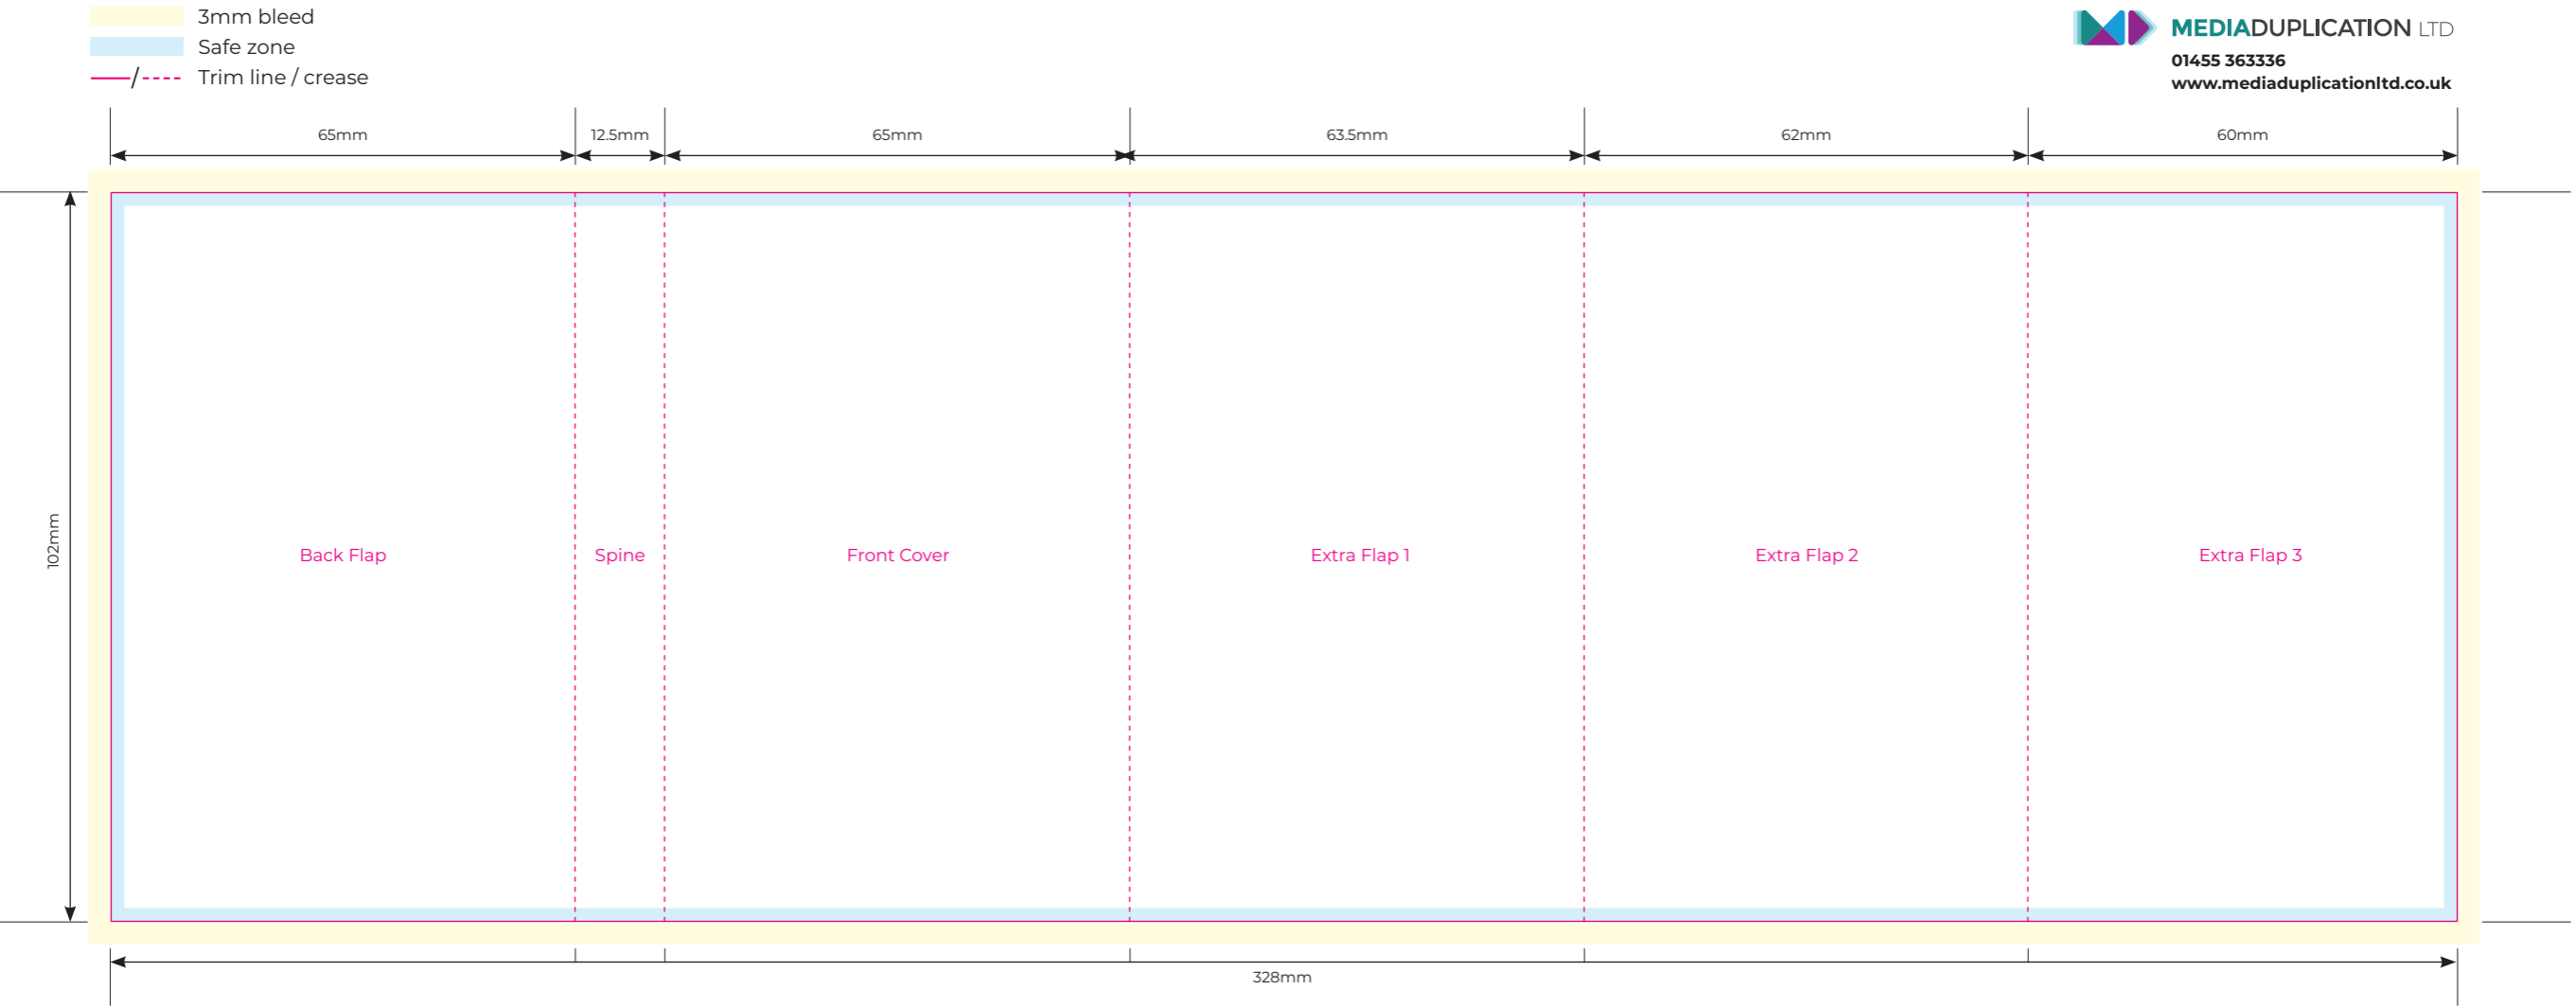 3mm bleed
Safe zone
Trim line / crease
MEDIADUPLICATION LTD
01455 363336
www.mediaduplicationltd.co.uk
65mm
12.5mm
65mm
63.5mm
62mm
60mm
102mm
Back Flap
Spine
Front Cover
Extra Flap 1
Extra Flap 2
Extra Flap 3
328mm